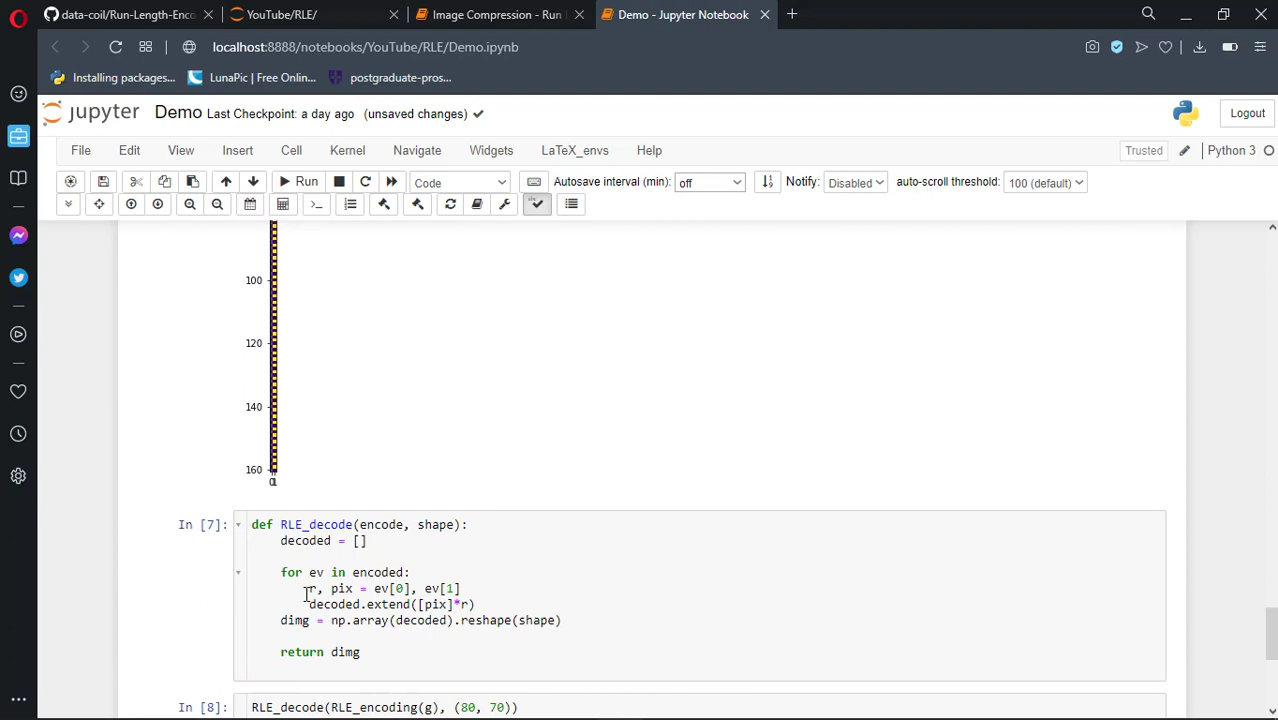 data-coil/Run-Length-Enco
YouTube/RLE/
Image Compression - Run
Demo - Jupyter Notebook
localhost:8888/notebooks/YouTube/RLE/Demo.ipynb
Installing packages...
LunaPic | Free Onlin...
postgraduate-pros...
jupyter Demo Last Checkpoint: a day ago (unsaved changes)
Logout
File Edit View Insert Cell Kernel Navigate Widgets LaTeX_envs Help
Trusted
Python 3
Run
Code
Autosave interval (min): off
Notify: Disabled
auto-scroll threshold: 100 (default)
100
120
140
160
0 1
In [7]: def RLE_decode(encode, shape):
decoded = []
for ev in encoded:
r, pix = ev[0], ev[1]
decoded.extend([pix]*r)
dimg = np.array(decoded).reshape(shape)
return dimg
In [8]: RLE_decode(RLE_encoding(g), (80, 70))